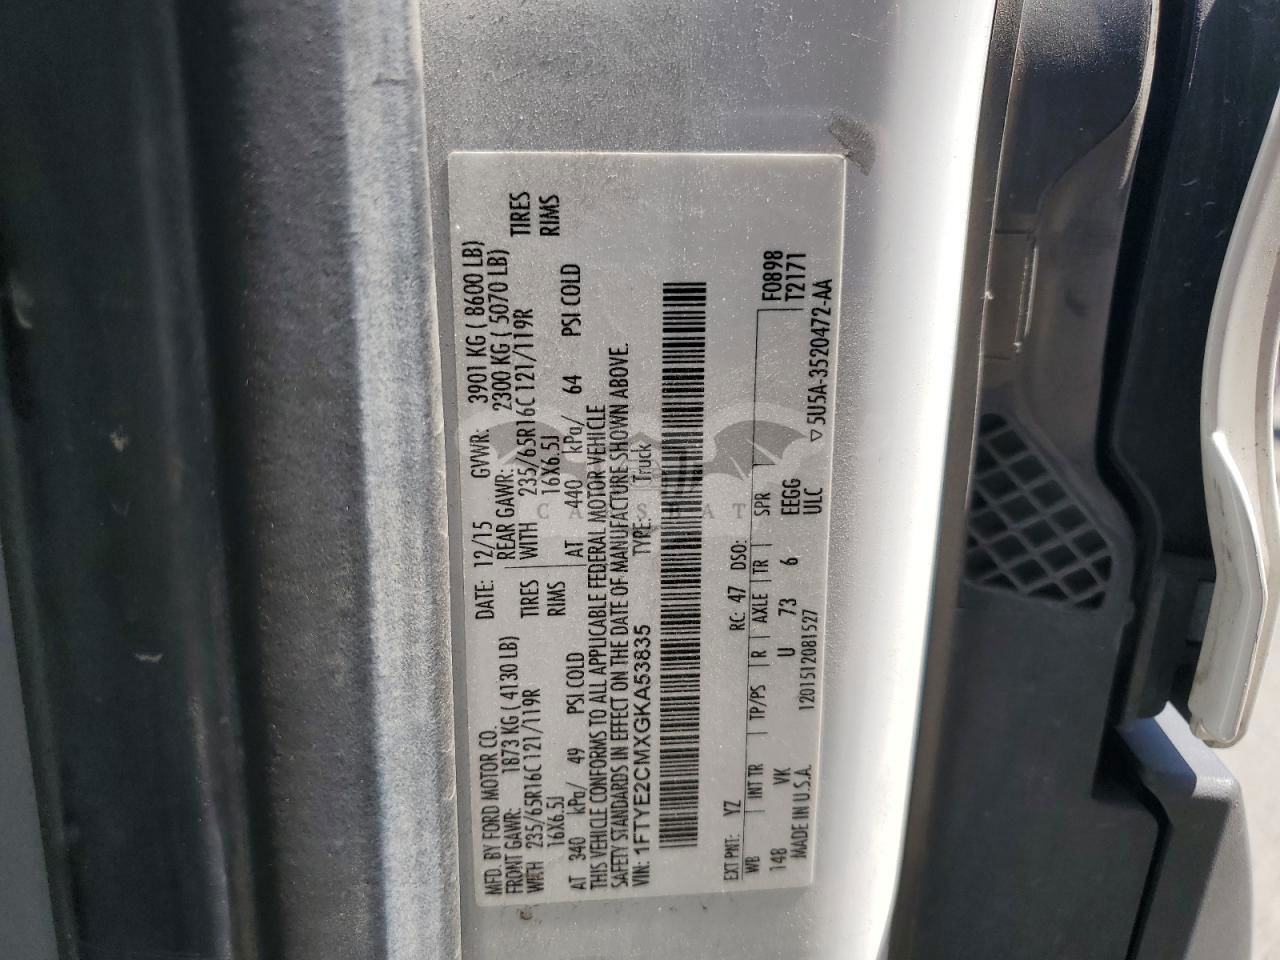 MFD. BY FORD MOTOR CO. DATE: 12/15 GVWR: 3901 KG ( 8600 LB)
FRONT GAWR: 1873 KG ( 4130 LB) REAR GAWR: 2300 KG ( 5070 LB)
WITH 235/65R16C 121/119R TIRES WITH 235/65R16C 121/119R TIRES
16X6.5J RIMS 16X6.5J RIMS
AT 340 kPa/ 49 PSI COLD AT 440 kPa/ 64 PSI COLD
THIS VEHICLE CONFORMS TO ALL APPLICABLE FEDERAL MOTOR VEHICLE
SAFETY STANDARDS IN EFFECT ON THE DATE OF MANUFACTURE SHOWN ABOVE.
VIN: 1FTYE2CMXGKA53835 TYPE: Truck
EXT PNT: YZ RC: 47 DSO: F0898
WB INT TR TP/PS R AXLE TR SPR T2171
148 VK U 73 6 EEGG
MADE IN U.S.A. 1201512081527 ULC ▽ 5U5A-3520472-AA
CARSBAT